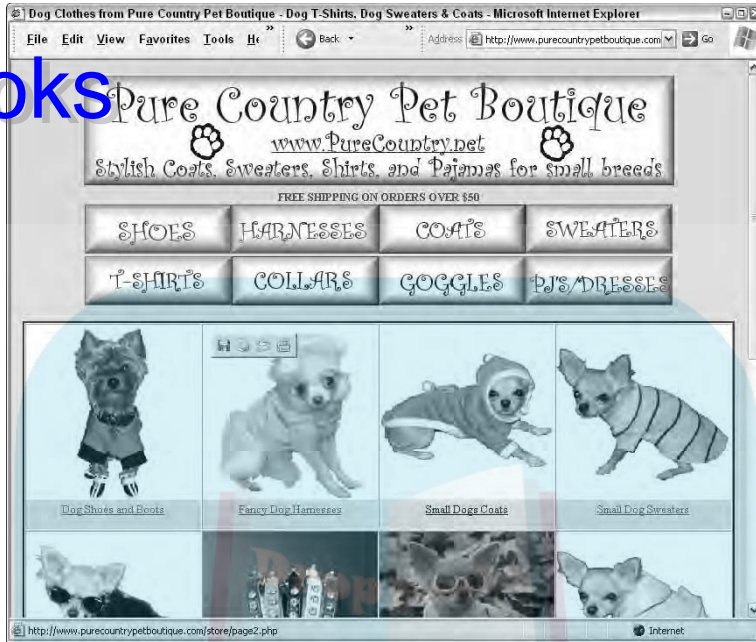 Dog Clothes from Pure Country Pet Boutique - Dog T-Shirts, Dog Sweaters & Coats - Microsoft Internet Explorer
File Edit View Favorites Tools He » Back » Address http://www.purecountrypetboutique.com Go
oks
Pure Country Pet Boutique
www.PureCountry.net
Stylish Coats, Sweaters, Shirts, and Pajamas for small breeds
FREE SHIPPING ON ORDERS OVER $50
SHOES HARNESSES COATS SWEATERS
T-SHIRTS COLLARS GOGGLES PJ'S/DRESSES
Dog Shoes and Boots Fancy Dog Harnesses Small Dogs Coats Small Dog Sweaters
http://www.purecountrypetboutique.com/store/page2.php Internet